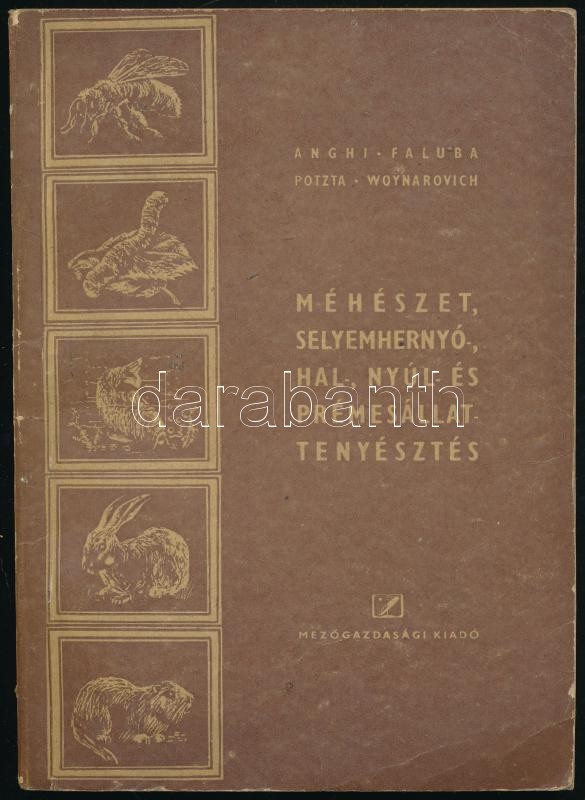 ANGHI · FALUBA
POTZTA · WOYNAROVICH
MÉHÉSZET,
SELYEMHERNYÓ-,
HAL-, NYÚL- ÉS
PRÉMESÁLLAT-
TENYÉSZTÉS
darabanth
MEZŐGAZDASÁGI KIADÓ